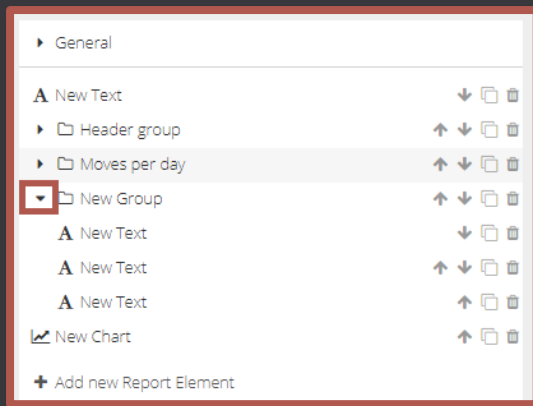 General
A New Text
Header group
Moves per day
New Group
A New Text
A New Text
A New Text
New Chart
Add new Report Element